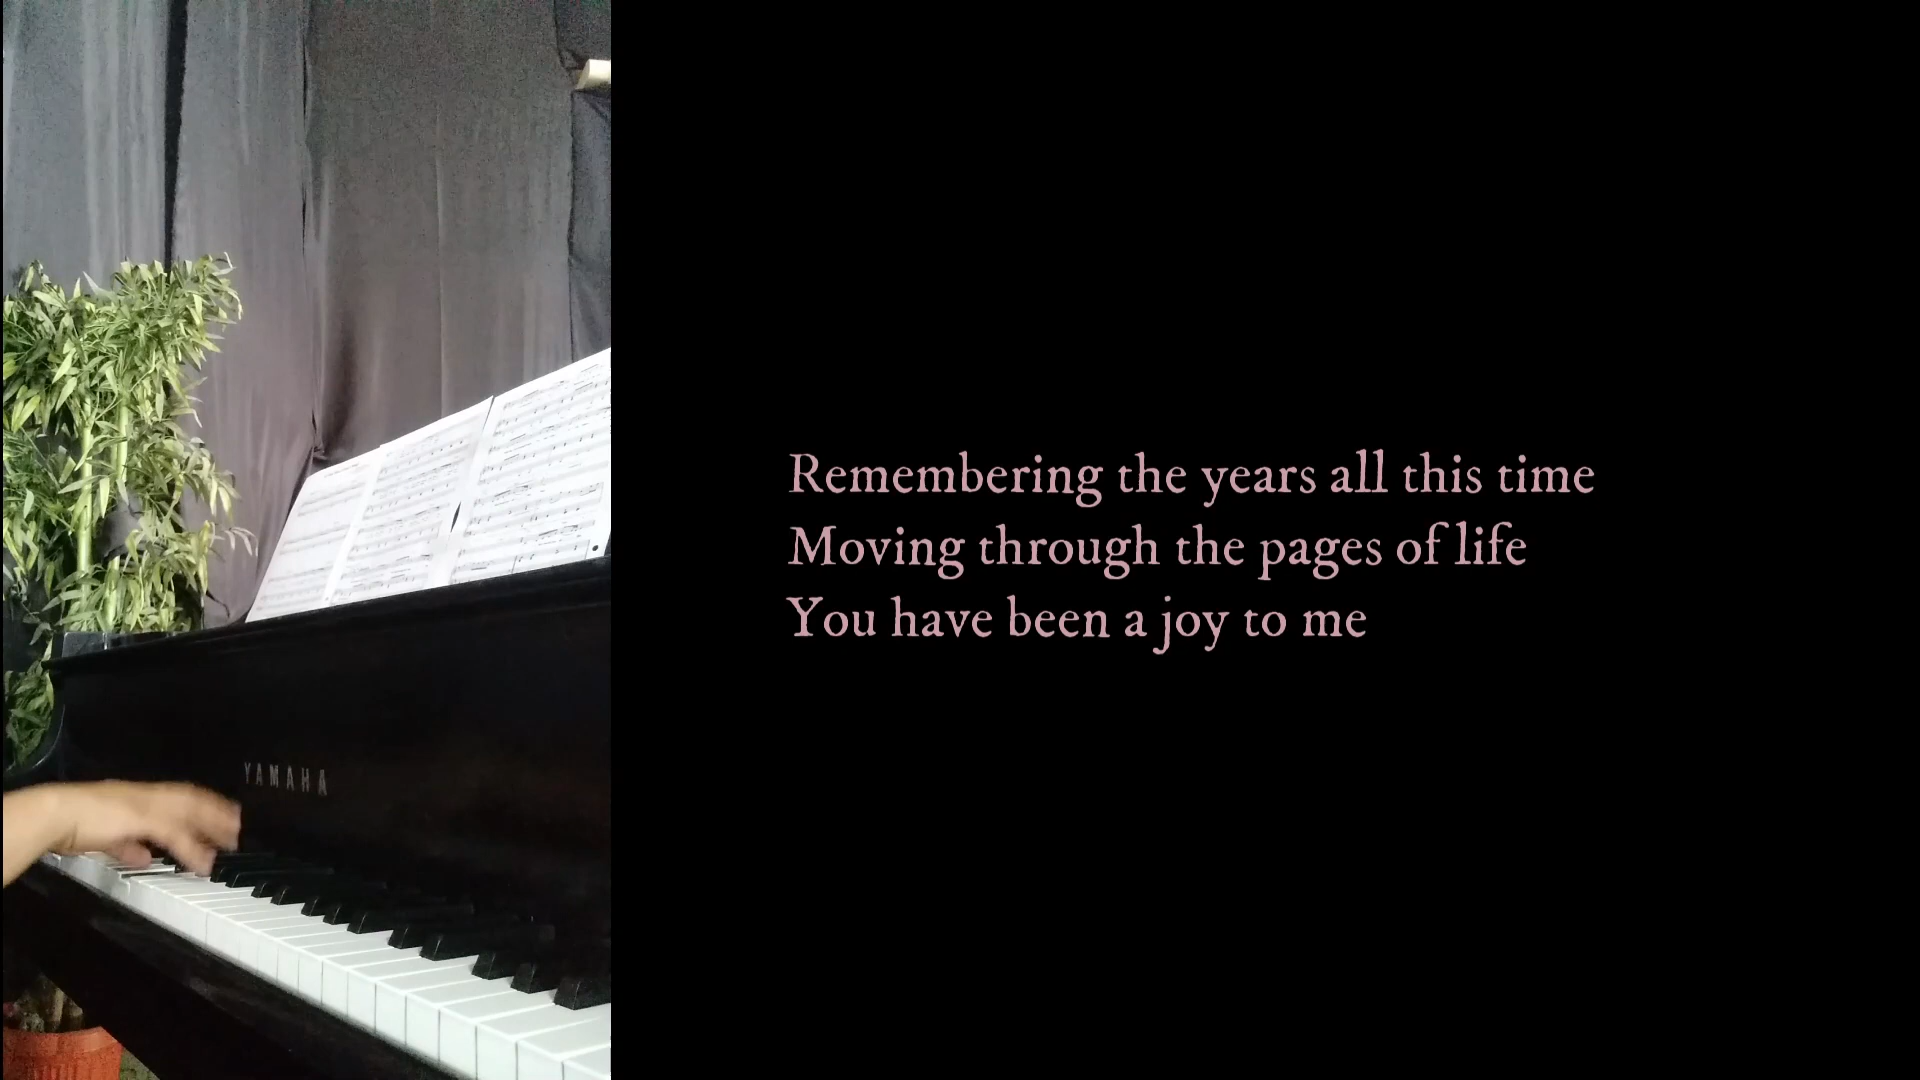 YAMAHA
Remembering the years all this time
Moving through the pages of life
You have been a joy to me